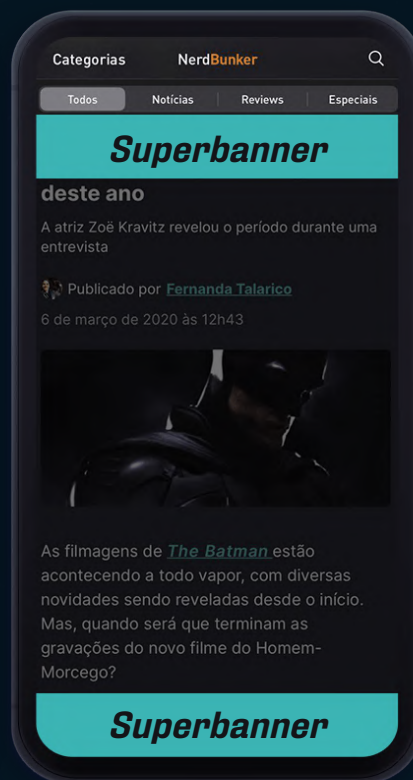 Categorias
NerdBunker
Todos
Notícias
Reviews
Especiais
Superbanner
deste ano
A atriz Zoë Kravitz revelou o período durante uma
entrevista
Publicado por Fernanda Talarico
6 de março de 2020 às 12h43
As filmagens de The Batman estão
acontecendo a todo vapor, com diversas
novidades sendo reveladas desde o início.
Mas, quando será que terminam as
gravações do novo filme do Homem-
Morcego?
Superbanner